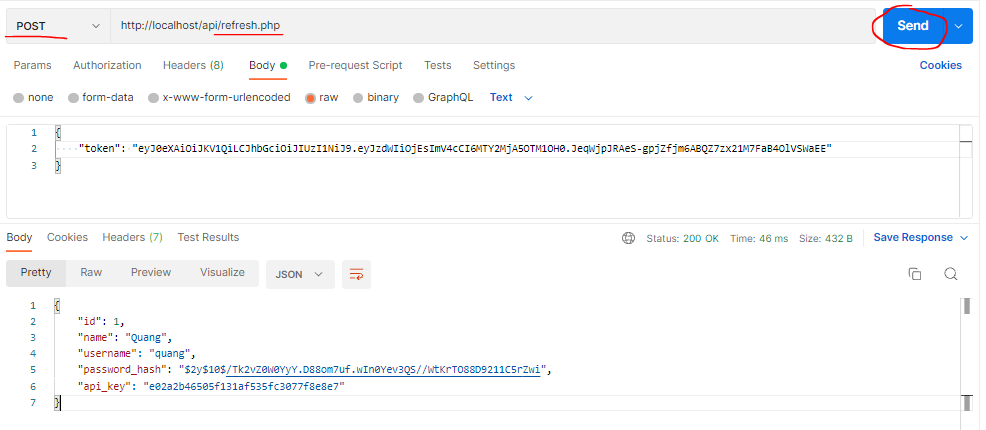 POST http://localhost/api/refresh.php Send
Params Authorization Headers (8) Body Pre-request Script Tests Settings Cookies
none form-data x-www-form-urlencoded raw binary GraphQL Text
1 {
2 "token": "eyJ0eXAiOiJKV1QiLCJhbGciOiJIUzI1NiJ9.eyJzdWIiOjEsImV4cCI6MTY2MjA5OTM1OH0.JeqWjpJRAeS-gpjZfjm6ABQZ7zx21M7FaB4OlVSWaEE"
3 }
Body Cookies Headers (7) Test Results Status: 200 OK Time: 46 ms Size: 432 B Save Response
Pretty Raw Preview Visualize JSON
1 {
2 "id": 1,
3 "name": "Quang",
4 "username": "quang",
5 "password_hash": "$2y$10$/Tk2vZ0W0YyY.D88om7uf.wIn0Yev3QS//WtKrTO88D9211C5rZwi",
6 "api_key": "e02a2b46505f131af535fc3077f8e8e7"
7 }